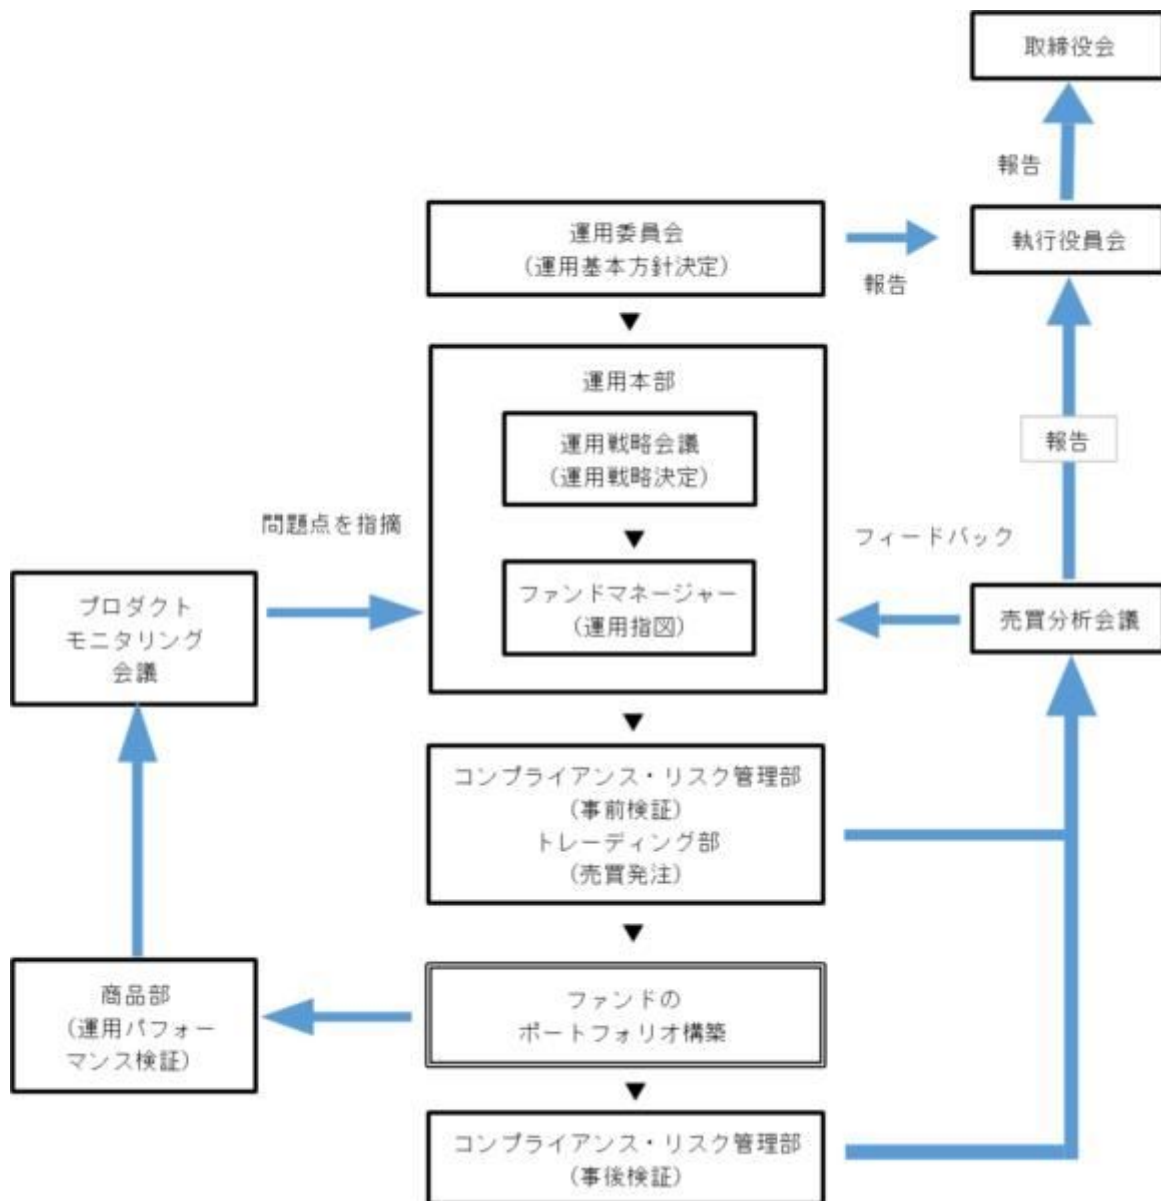 取締役会
報告
運用委員会
(運用基本方針決定)
執行役員会
報告
運用本部
運用戦略会議
(運用戦略決定)
報告
問題点を指摘
フィードバック
プロダクト
モニタリング
会議
ファンドマネージャー
(運用指図)
売買分析会議
コンプライアンス・リスク管理部
(事前検証)
トレーディング部
(売買発注)
商品部
(運用パフォー
マンス検証)
ファンドの
ポートフォリオ構築
コンプライアンス・リスク管理部
(事後検証)